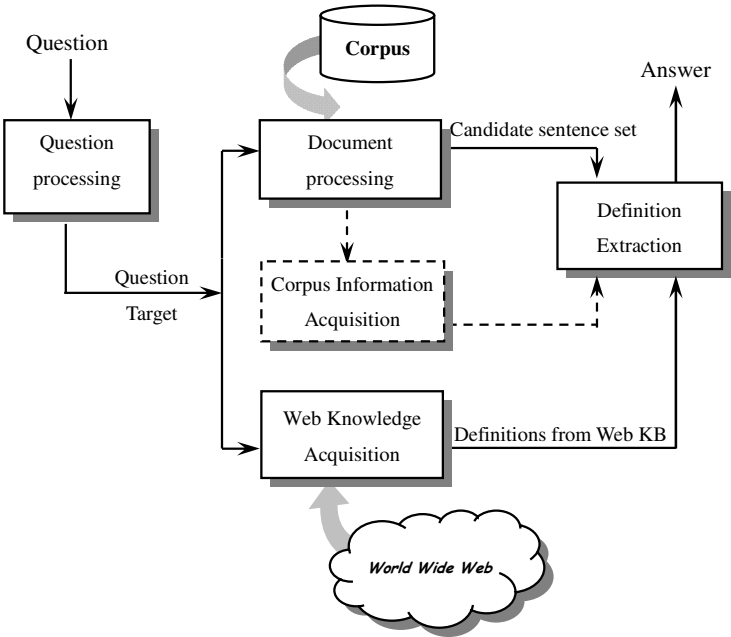 Question
Corpus
Answer
Question
processing
Document
processing
Candidate sentence set
Definition
Extraction
Question
Target
Corpus Information
Acquisition
Web Knowledge
Acquisition
Definitions from Web KB
World Wide Web